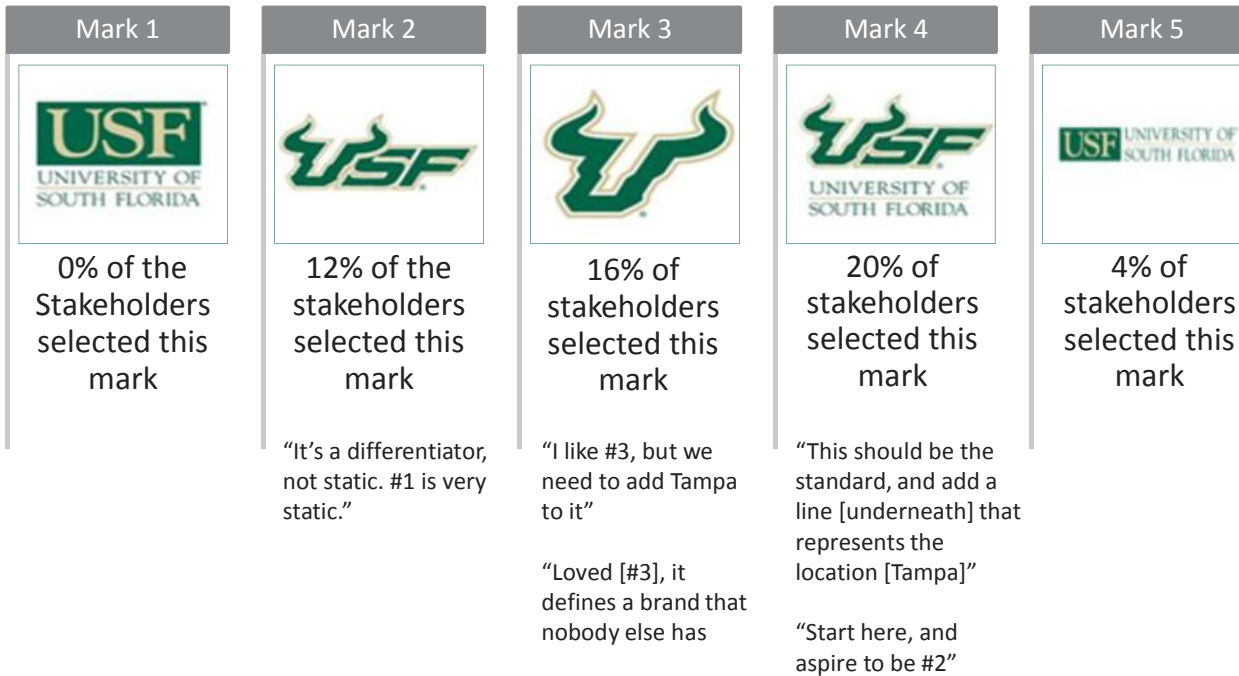 Mark 1
USF
UNIVERSITY OF
SOUTH FLORIDA
0% of the
Stakeholders
selected this
mark
Mark 2
USF
12% of the
stakeholders
selected this
mark
“It’s a differentiator,
not static. #1 is very
static.”
Mark 3
U
16% of
stakeholders
selected this
mark
“I like #3, but we
need to add Tampa
to it”
“Loved [#3], it
defines a brand that
nobody else has
Mark 4
USF
UNIVERSITY OF
SOUTH FLORIDA
20% of
stakeholders
selected this
mark
“This should be the
standard, and add a
line [underneath] that
represents the
location [Tampa]”
“Start here, and
aspire to be #2”
Mark 5
USF UNIVERSITY OF
SOUTH FLORIDA
4% of
stakeholders
selected this
mark